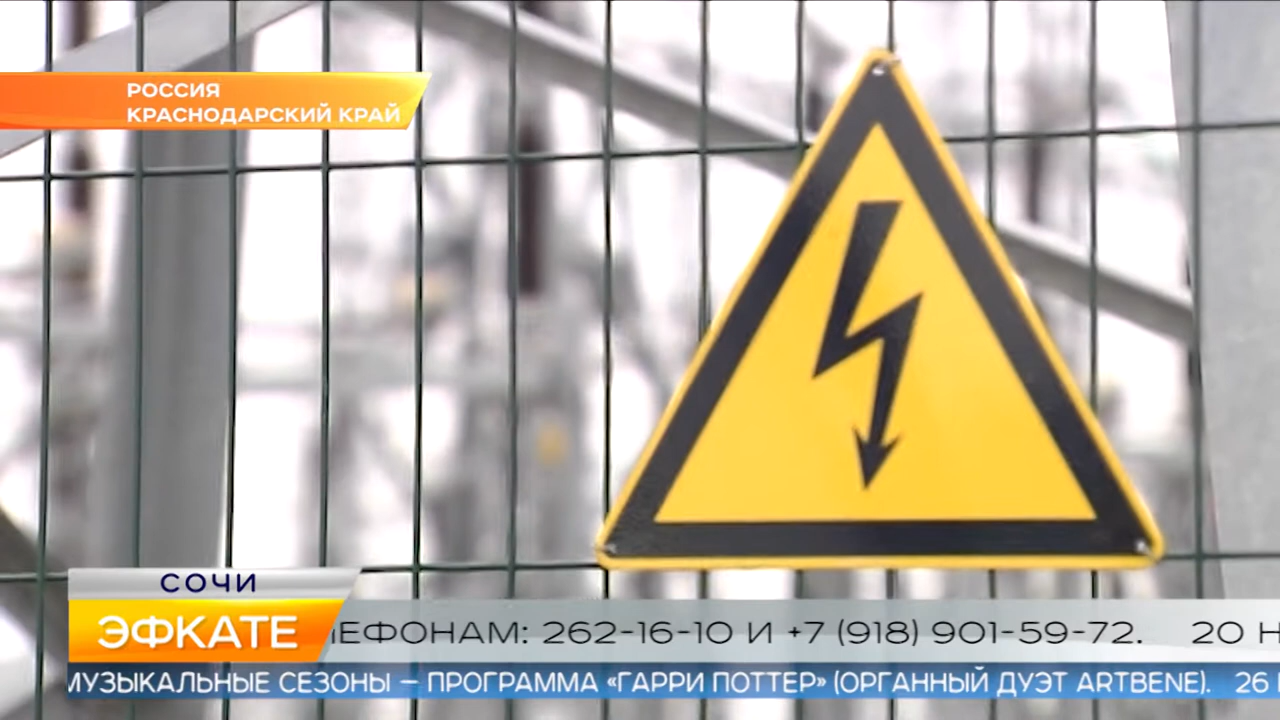 РОССИЯ
КРАСНОДАРСКИЙ КРАЙ
СОЧИ
ЭФКАТЕ
ЛЕФОНАМ: 262-16-10 И +7 (918) 901-59-72. 20 Н
МУЗЫКАЛЬНЫЕ СЕЗОНЫ – ПРОГРАММА «ГАРРИ ПОТТЕР» (ОРГАННЫЙ ДУЭТ ARTBENE). 26